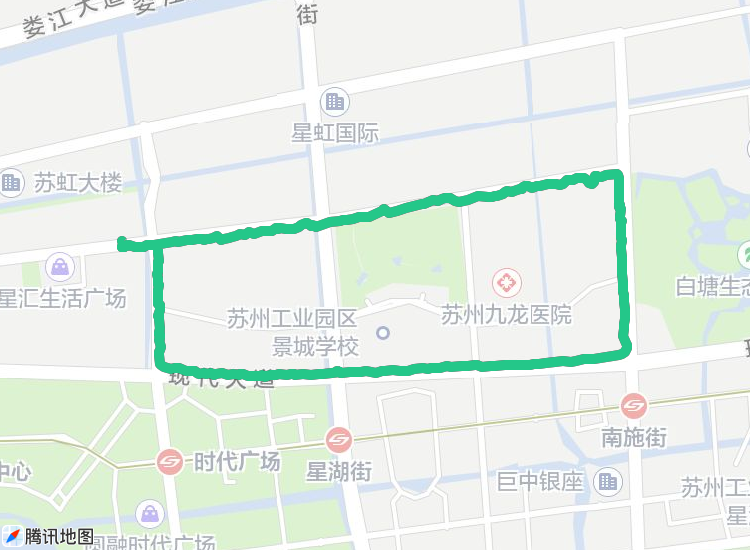 娄江大道
娄江
街
星虹国际
苏虹大楼
星汇生活广场
苏州工业园区
景城学校
苏州九龙医院
白塘生态
现代大道
南施街
时代广场
星湖街
中心
巨中银座
苏州工
星
圆融时代广场
腾讯地图